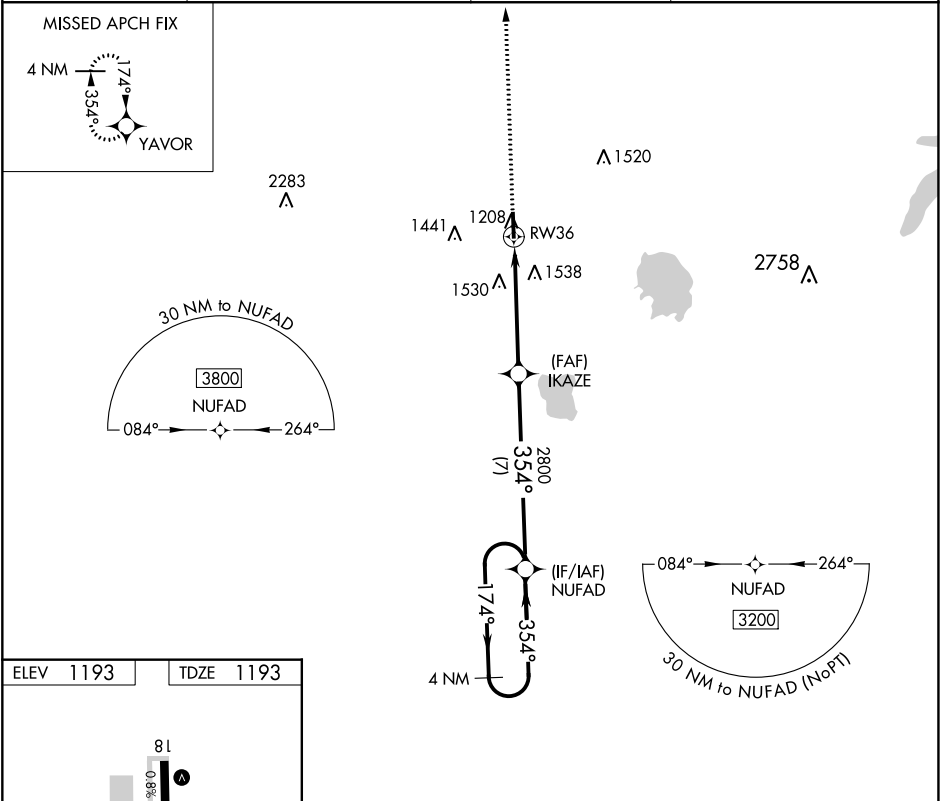 MISSED APCH FIX
4 NM
174°
354°
YAVOR
2283
1520
1441
1208
RW36
1530
1538
2758
30 NM to NUFAD
3800
NUFAD
084°
264°
(FAF)
IKAZE
2800
354°
(7)
(IF/IAF)
NUFAD
174°
354°
4 NM
084°
264°
NUFAD
3200
30 NM to NUFAD (NoPT)
ELEV 1193
TDZE 1193
18
0.8%
V